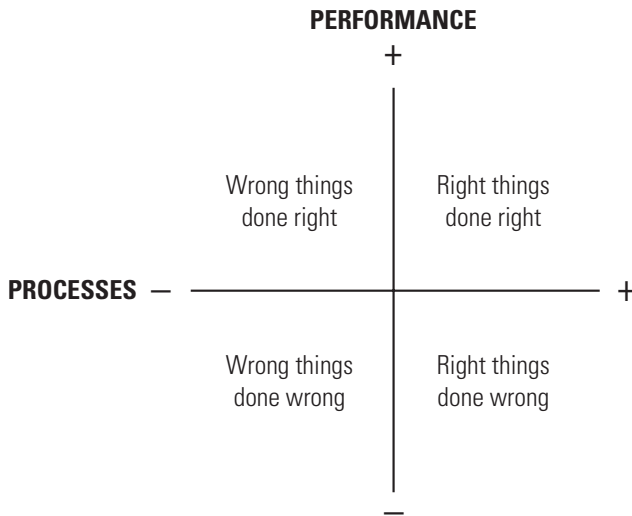 PERFORMANCE
+
Wrong things
done right
Right things
done right
PROCESSES – +
Wrong things
done wrong
Right things
done wrong
–